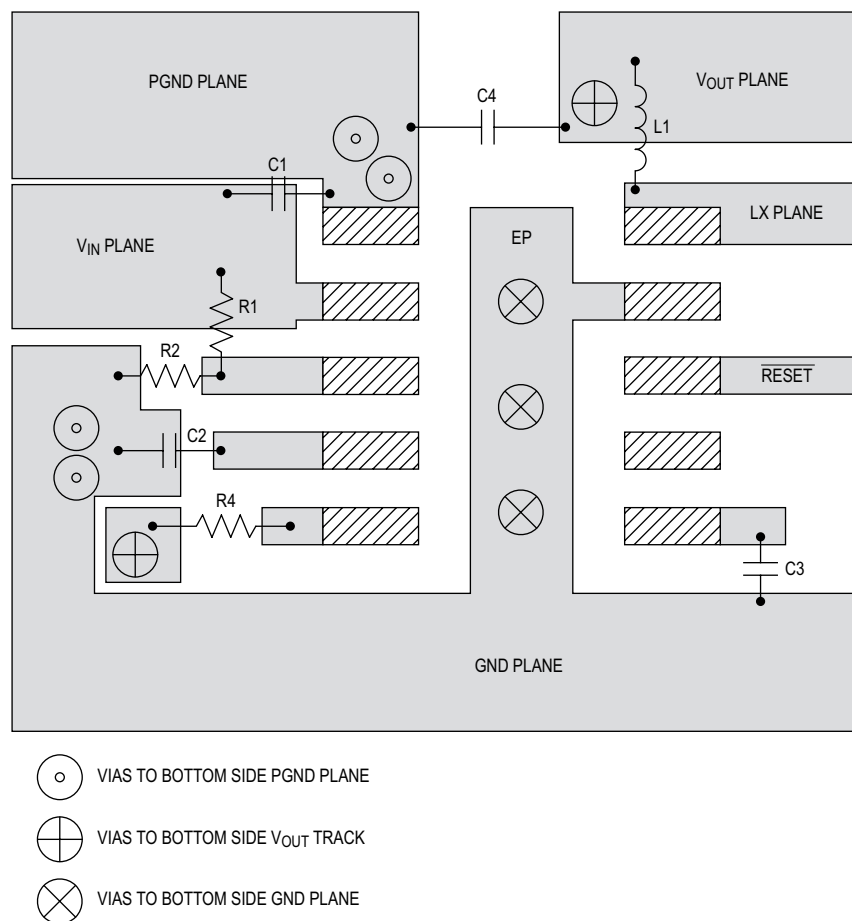 PGND PLANE
C4
VOUT PLANE
L1
C1
LX PLANE
VIN PLANE
EP
R1
R2
RESET
C2
R4
C3
GND PLANE
VIAS TO BOTTOM SIDE PGND PLANE
VIAS TO BOTTOM SIDE VOUT TRACK
VIAS TO BOTTOM SIDE GND PLANE